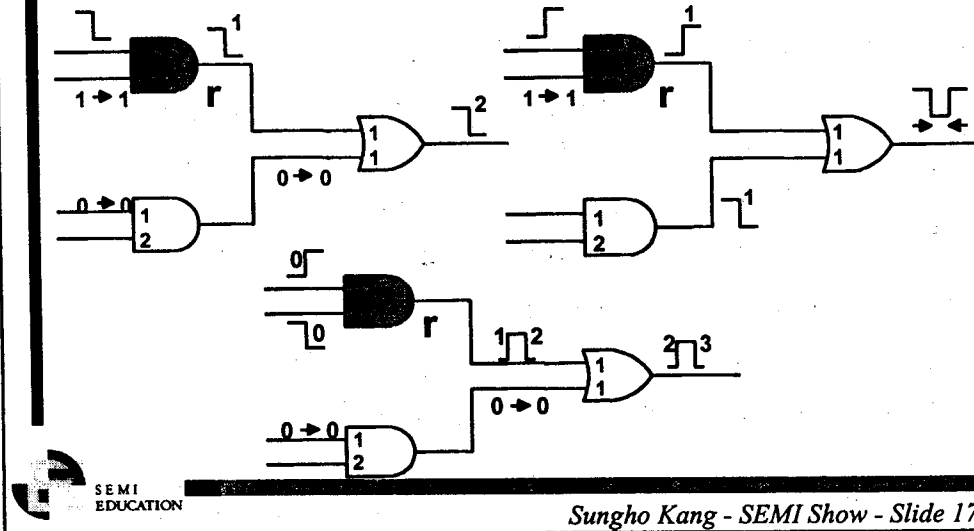 1 1
1 → 1 r 1 → 1 r
2
1 1
1 1
0 → 0
0 → 0 1 1 1
2 2
0
0 r
1 2 2 3
1
1
0 → 0 0 → 0
1
2
SEMI
EDUCATION
Sungho Kang - SEMI Show - Slide 17